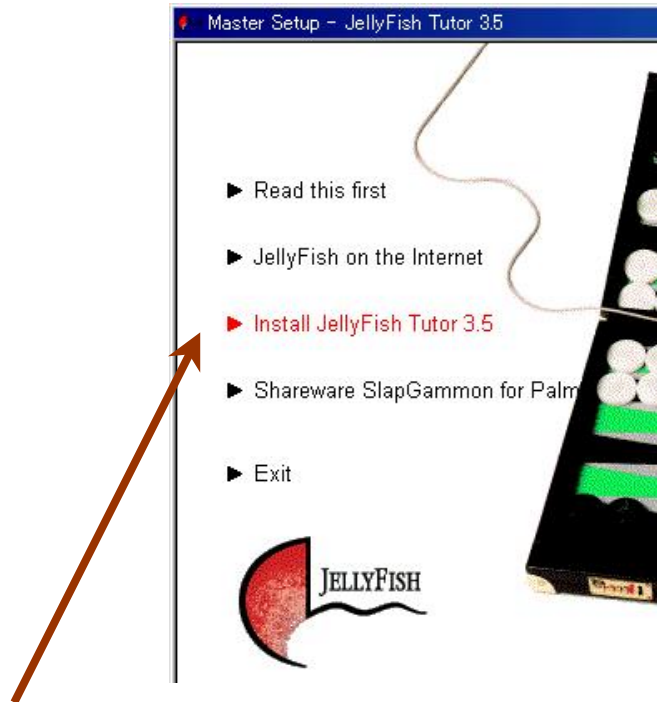 Master Setup - JellyFish Tutor 3.5
Read this first
JellyFish on the Internet
Install JellyFish Tutor 3.5
Shareware SlapGammon for Palm
Exit
JELLYFISH